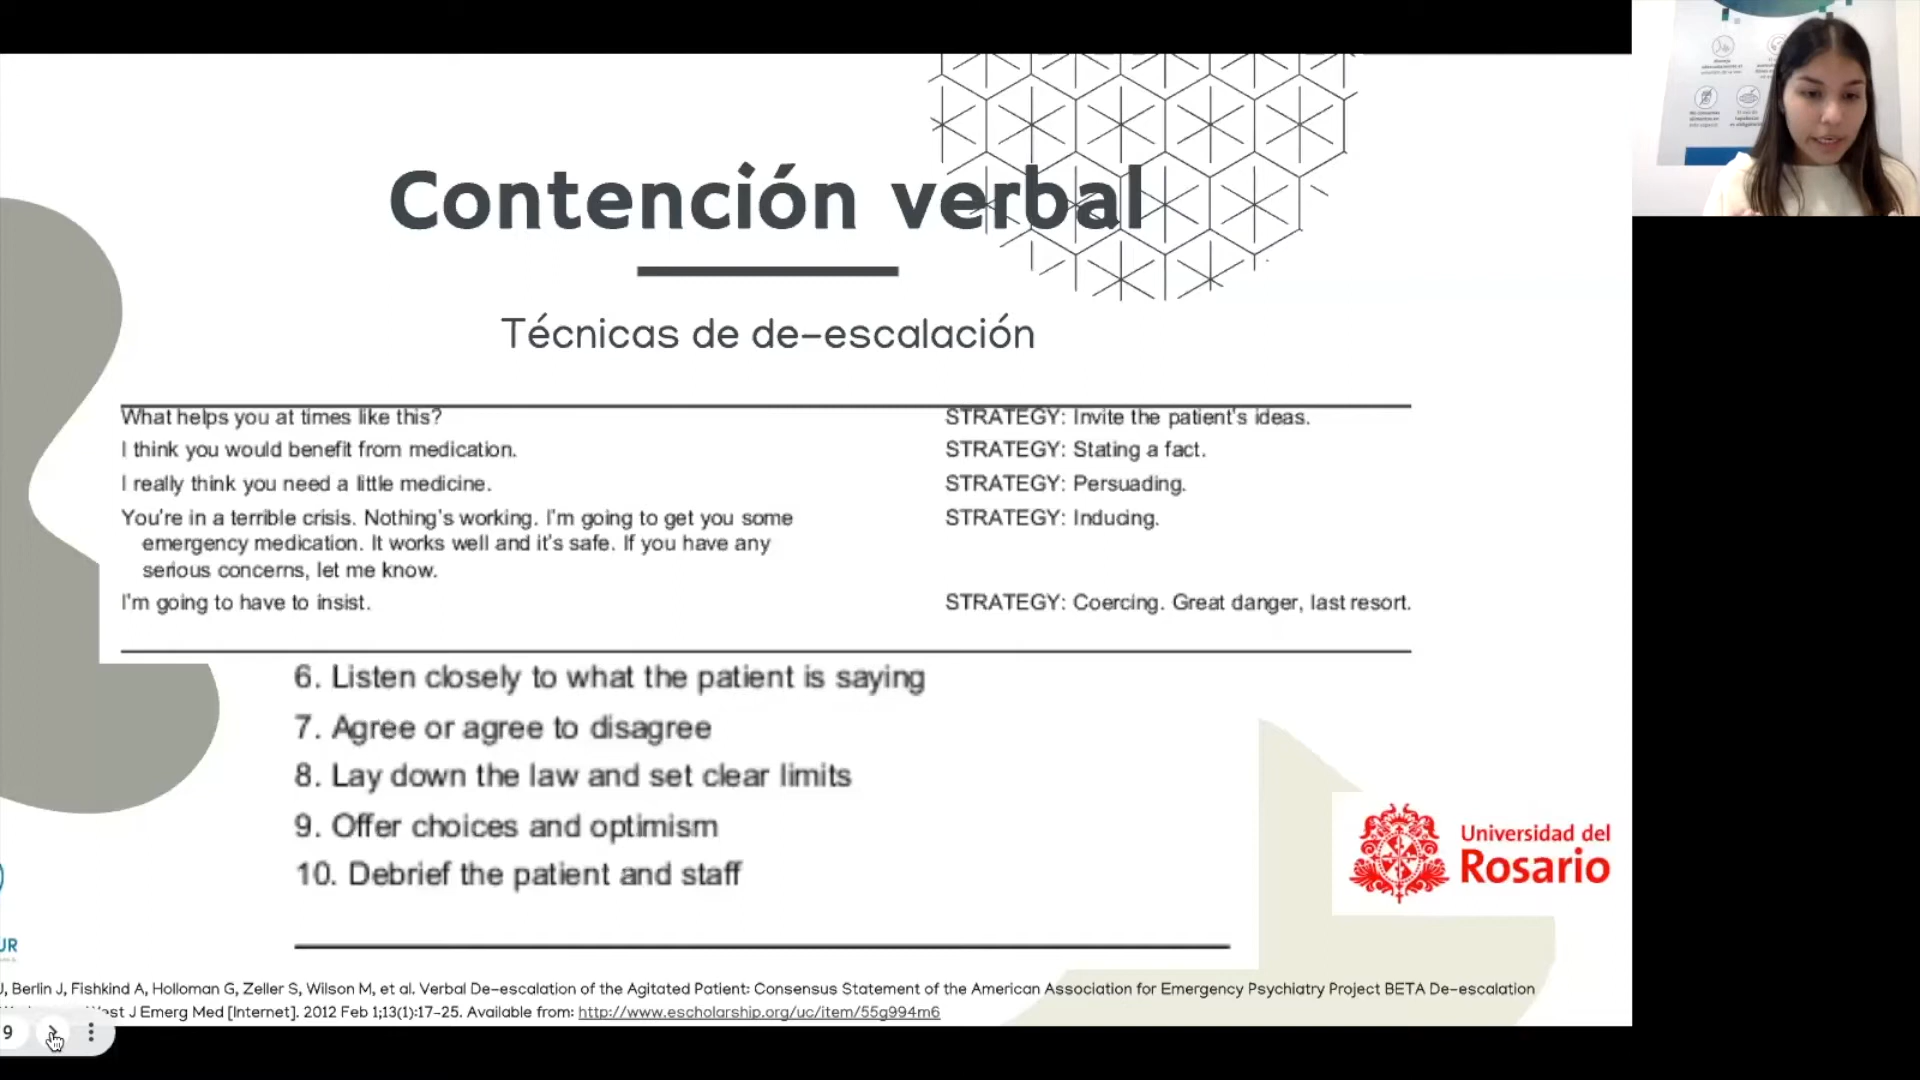 Contención verbal
Técnicas de de-escalación
What helps you at times like this? STRATEGY: Invite the patient's ideas.
I think you would benefit from medication. STRATEGY: Stating a fact.
I really think you need a little medicine. STRATEGY: Persuading.
You're in a terrible crisis. Nothing's working. I'm going to get you some STRATEGY: Inducing.
emergency medication. It works well and it's safe. If you have any
serious concerns, let me know.
I'm going to have to insist. STRATEGY: Coercing. Great danger, last resort.
6. Listen closely to what the patient is saying
7. Agree or agree to disagree
8. Lay down the law and set clear limits
9. Offer choices and optimism
10. Debrief the patient and staff
Universidad del
Rosario
UR
J, Berlin J, Fishkind A, Holloman G, Zeller S, Wilson M, et al. Verbal De-escalation of the Agitated Patient: Consensus Statement of the American Association for Emergency Psychiatry Project BETA De-escalation
st J Emerg Med [Internet]. 2012 Feb 1;13(1):17-25. Available from: http://www.escholarship.org/uc/item/55g994m6
9